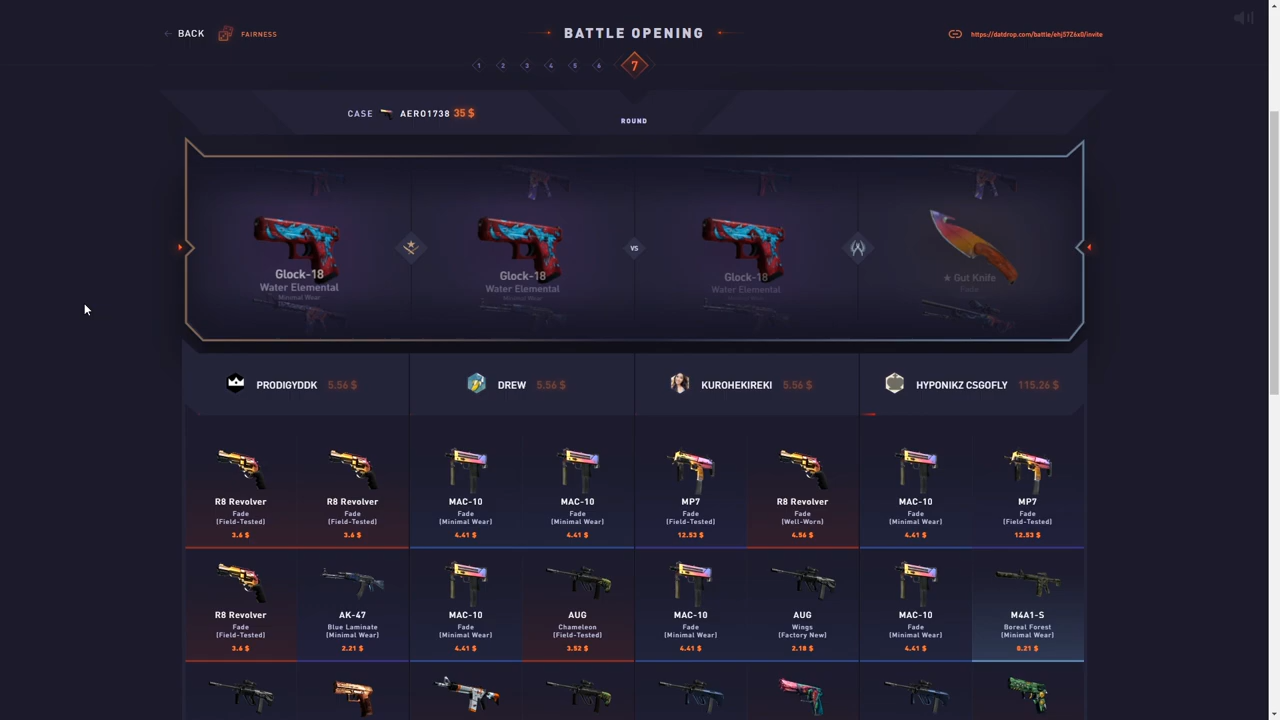 BACK
FAIRNESS
BATTLE OPENING
https://datdrop.com/battle/ehj57Z6x0/invite
1 2 3 4 5 6 7
CASE AERO1738 35 $
ROUND
Glock-18
Water Elemental
Minimal Wear
Glock-18
Water Elemental
Minimal Wear
VS
Glock-18
Water Elemental
Minimal Wear
★ Gut Knife
Fade
PRODIGYDDK 5.56 $
DREW 5.56 $
KUROHEKIREKI 5.56 $
HYPONIKZ CSGOFLY 115.26 $
R8 Revolver
Fade
(Field-Tested)
3.6 $
R8 Revolver
Fade
(Field-Tested)
3.6 $
MAC-10
Fade
(Minimal Wear)
4.41 $
MAC-10
Fade
(Minimal Wear)
4.41 $
MP7
Fade
(Field-Tested)
12.53 $
R8 Revolver
Fade
(Well-Worn)
4.56 $
MAC-10
Fade
(Minimal Wear)
4.41 $
MP7
Fade
(Field-Tested)
12.53 $
R8 Revolver
Fade
(Field-Tested)
3.6 $
AK-47
Blue Laminate
(Minimal Wear)
2.21 $
MAC-10
Fade
(Minimal Wear)
4.41 $
AUG
Chameleon
(Field-Tested)
3.52 $
MAC-10
Fade
(Minimal Wear)
4.41 $
AUG
Wings
(Factory New)
2.18 $
MAC-10
Fade
(Minimal Wear)
4.41 $
M4A1-S
Boreal Forest
(Minimal Wear)
8.21 $